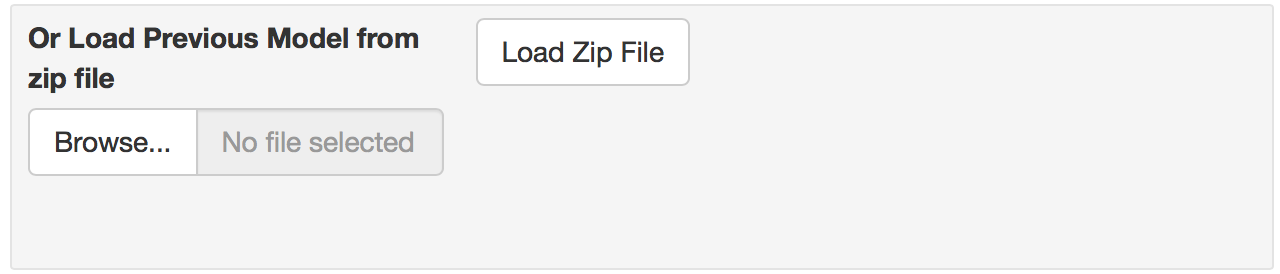 Or Load Previous Model from
zip file
Load Zip File
Browse...
No file selected